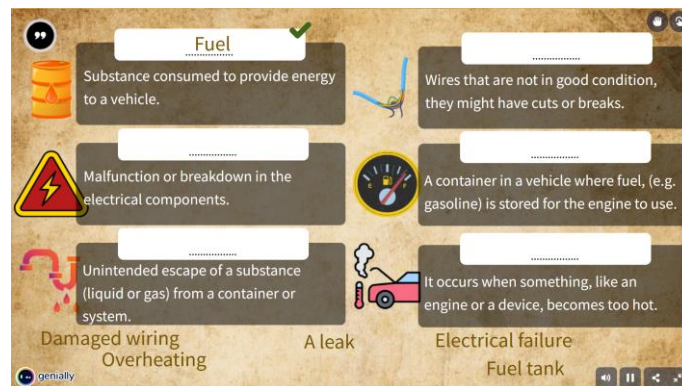 Fuel
Substance consumed to provide energy
to a vehicle.
Malfunction or breakdown in the
electrical components.
Unintended escape of a substance
(liquid or gas) from a container or
system.
Wires that are not in good condition,
they might have cuts or breaks.
E F
A container in a vehicle where fuel, (e.g.
gasoline) is stored for the engine to use.
It occurs when something, like an
engine or a device, becomes too hot.
Damaged wiring
Overheating
A leak
Electrical failure
Fuel tank
genially